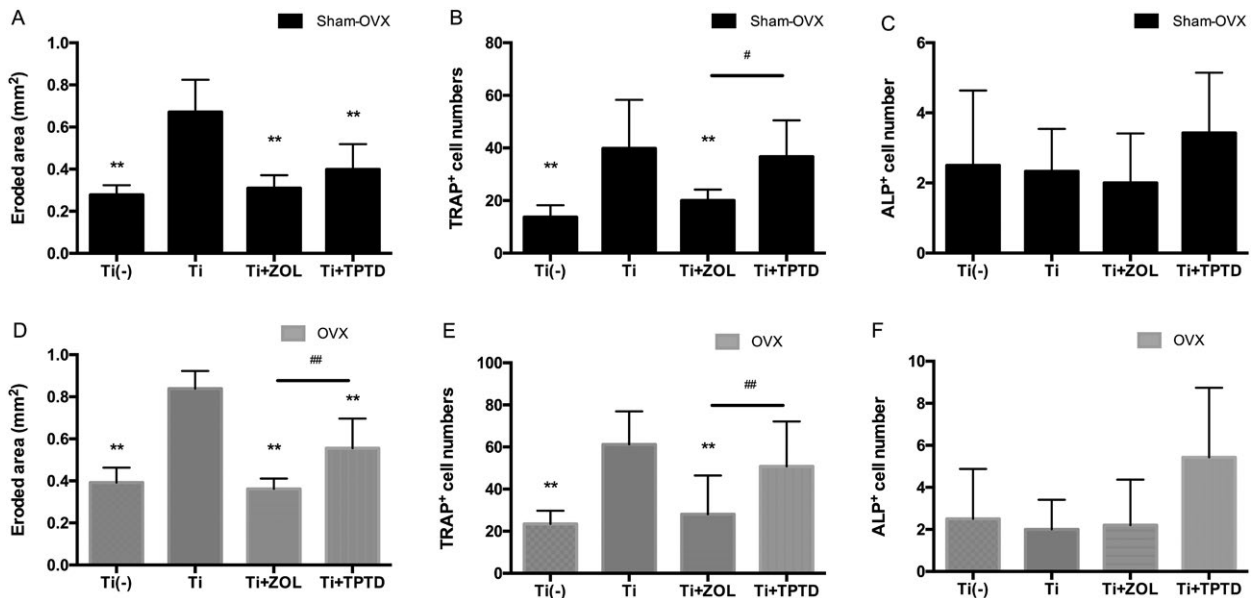 A
Sham-OVX
Eroded area (mm²)
1.0
0.8
0.6
0.4
0.2
0.0
**
**
**
Ti(-) Ti Ti+ZOL Ti+TPTD
B
Sham-OVX
TRAP⁺ cell numbers
80
60
40
20
0
#
**
**
Ti(-) Ti Ti+ZOL Ti+TPTD
C
Sham-OVX
ALP⁺ cell number
6
4
2
0
Ti(-) Ti Ti+ZOL Ti+TPTD
D
OVX
Eroded area (mm²)
1.0
0.8
0.6
0.4
0.2
0.0
##
**
**
**
Ti(-) Ti Ti+ZOL Ti+TPTD
E
OVX
TRAP⁺ cell numbers
100
80
60
40
20
0
##
**
**
Ti(-) Ti Ti+ZOL Ti+TPTD
F
OVX
ALP⁺ cell number
10
8
6
4
2
0
Ti(-) Ti Ti+ZOL Ti+TPTD